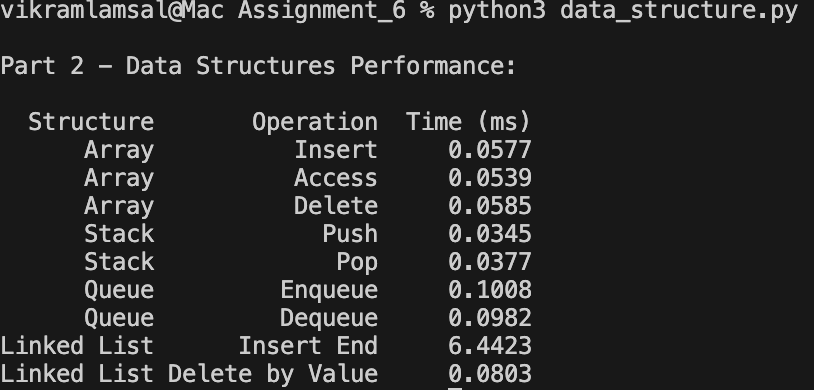 vikramlamsal@Mac Assignment_6 % python3 data_structure.py
Part 2 - Data Structures Performance:
Structure Operation Time (ms)
Array Insert 0.0577
Array Access 0.0539
Array Delete 0.0585
Stack Push 0.0345
Stack Pop 0.0377
Queue Enqueue 0.1008
Queue Dequeue 0.0982
Linked List Insert End 6.4423
Linked List Delete by Value 0.0803